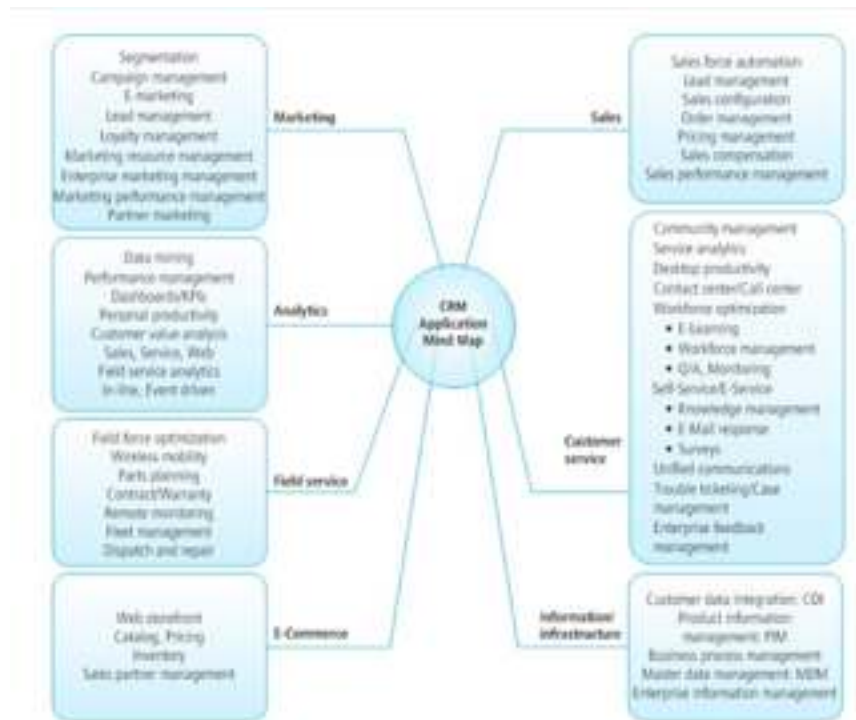 Segmentation
Campaign management
E-marketing
Lead management
Loyalty management
Marketing resource management
Enterprise marketing management
Marketing performance management
Partner marketing
Marketing
Data mining
Performance management
Dashboards/KPIs
Personal productivity
Customer value analysis
Sales, Service, Web
Field service analytics
In-line, Event driven
Analytics
Field force optimization
Wireless mobility
Parts planning
Contract/Warranty
Remote monitoring
Fleet management
Dispatch and repair
Field service
Web storefront
Catalog, Pricing
Inventory
Sales partner management
E-Commerce
CRM
Application
Mind Map
Sales
Sales force automation
Lead management
Sales configuration
Order management
Pricing management
Sales compensation
Sales performance management
Customer
service
Community management
Service analytics
Desktop productivity
Contact center/Call center
Workforce optimization
• E-Learning
• Workforce management
• Q/A, Monitoring
Self-Service/E-Service
• Knowledge management
• E-Mail response
• Surveys
Unified communications
Trouble ticketing/Case
management
Enterprise feedback
management
Information/
infrastructure
Customer data integration: CDI
Product information
management: PIM
Business process management
Master data management: MDM
Enterprise information management